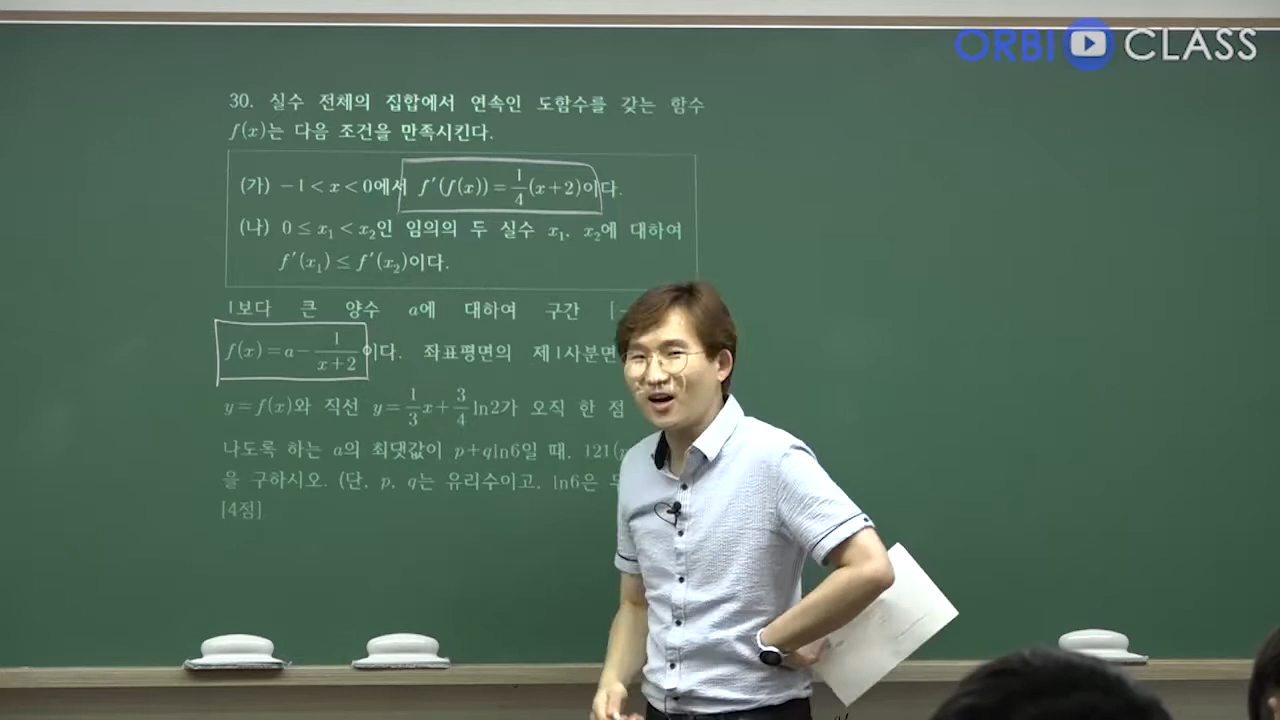 ORBI CLASS
30. 실수 전체의 집합에서 연속인 도함수를 갖는 함수
f(x)는 다음 조건을 만족시킨다.
(가) −1<x<0에서 f′(f(x))=1/4(x+2)이다.
(나) 0≤x₁<x₂인 임의의 두 실수 x₁, x₂에 대하여
f′(x₁)≤f′(x₂)이다.
1보다 큰 양수 a에 대하여 구간 [−
f(x)=a−1/(x+2)이다. 좌표평면의 제1사분면
y=f(x)와 직선 y=1/3x+3/4ln2가 오직 한 점
나도록 하는 a의 최댓값이 p+qln6일 때, 121(
을 구하시오. (단, p, q는 유리수이고, ln6은
[4점]